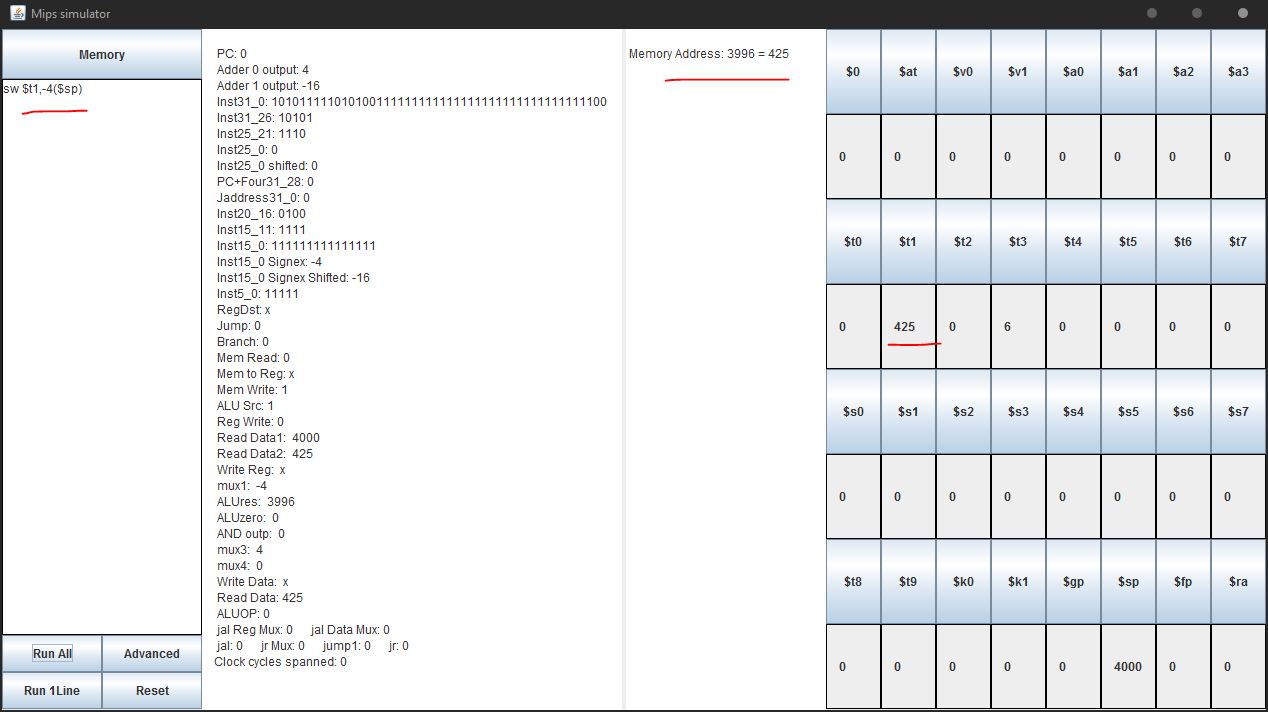 Mips simulator
Memory
sw $t1,-4($sp)
Run All
Advanced
Run 1Line
Reset
PC: 0
Adder 0 output: 4
Adder 1 output: -16
Inst31_26: 10101
Inst25_21: 1110
Inst25_0: 0
Inst25_0 shifted: 0
PC+Four31_28: 0
Jaddress31_0: 0
Inst20_16: 0100
Inst15_11: 1111
Inst15_0: 111111111111111
Inst15_0 Signex: -4
Inst15_0 Signex Shifted: -16
Inst5_0: 11111
RegDst: x
Jump: 0
Branch: 0
Mem Read: 0
Mem to Reg: x
Mem Write: 1
ALU Src: 1
Reg Write: 0
Read Data1: 4000
Read Data2: 425
Write Reg: x
mux1: -4
ALUres: 3996
ALUzero: 0
AND outp: 0
mux3: 4
mux4: 0
Write Data: x
Read Data: 425
ALUOP: 0
jal Reg Mux: 0 jal Data Mux: 0
jal: 0 jr Mux: 0 jump1: 0 jr: 0
Clock cycles spanned: 0
Memory Address: 3996 = 425
$0 $at $v0 $v1 $a0 $a1 $a2 $a3
0 0 0 0 0 0 0 0
$t0 $t1 $t2 $t3 $t4 $t5 $t6 $t7
0 425 0 6 0 0 0 0
$s0 $s1 $s2 $s3 $s4 $s5 $s6 $s7
0 0 0 0 0 0 0 0
$t8 $t9 $k0 $k1 $gp $sp $fp $ra
0 0 0 0 0 4000 0 0